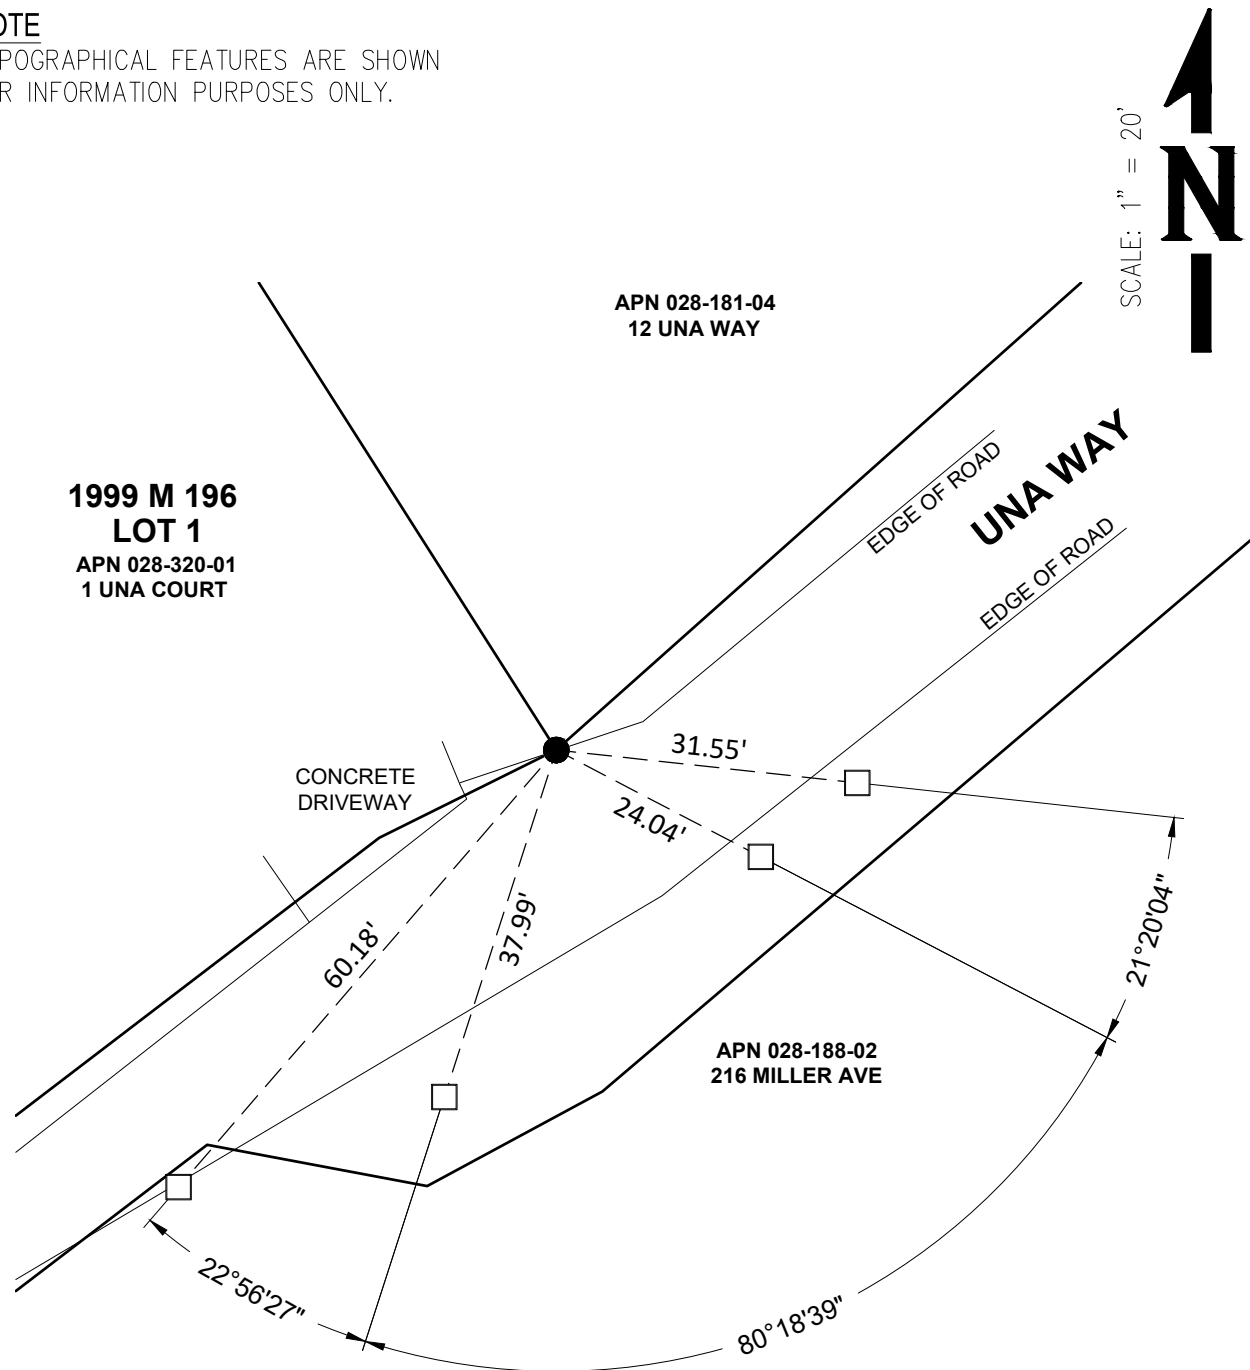 OTE
POGRAPHICAL FEATURES ARE SHOWN
R INFORMATION PURPOSES ONLY.
SCALE: 1" = 20'
N
APN 028-181-04
12 UNA WAY
1999 M 196
LOT 1
APN 028-320-01
1 UNA COURT
EDGE OF ROAD
UNA WAY
EDGE OF ROAD
CONCRETE
DRIVEWAY
31.55'
24.04'
37.99'
60.18'
21°20'04"
APN 028-188-02
216 MILLER AVE
22°56'27"
80°18'39"